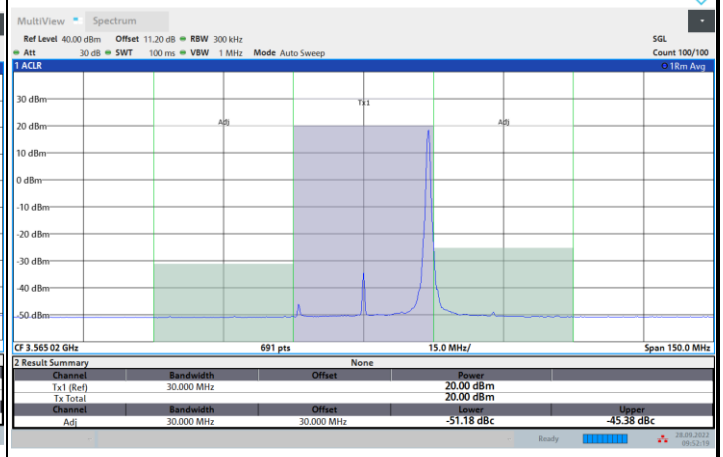 MultiView Spectrum
Ref Level 40.00 dBm Offset 11.20 dB RBW 300 kHz SGL
Att 30 dB SWT 100 ms VBW 1 MHz Mode Auto Sweep Count 100/100
1 ACLR 1Rm Avg
30 dBm
Tx1
20 dBm Adj Adj
10 dBm
0 dBm
-10 dBm
-20 dBm
-30 dBm
-40 dBm
-50 dBm
CF 3.56502 GHz 691 pts 15.0 MHz/ Span 150.0 MHz
2 Result Summary None
Channel Bandwidth Offset Power
Tx1 (Ref) 30.000 MHz 20.00 dBm
Tx Total 20.00 dBm
Channel Bandwidth Offset Lower Upper
Adj 30.000 MHz 30.000 MHz -51.18 dBc -45.38 dBc
Ready 28.09.2022
09:52:19